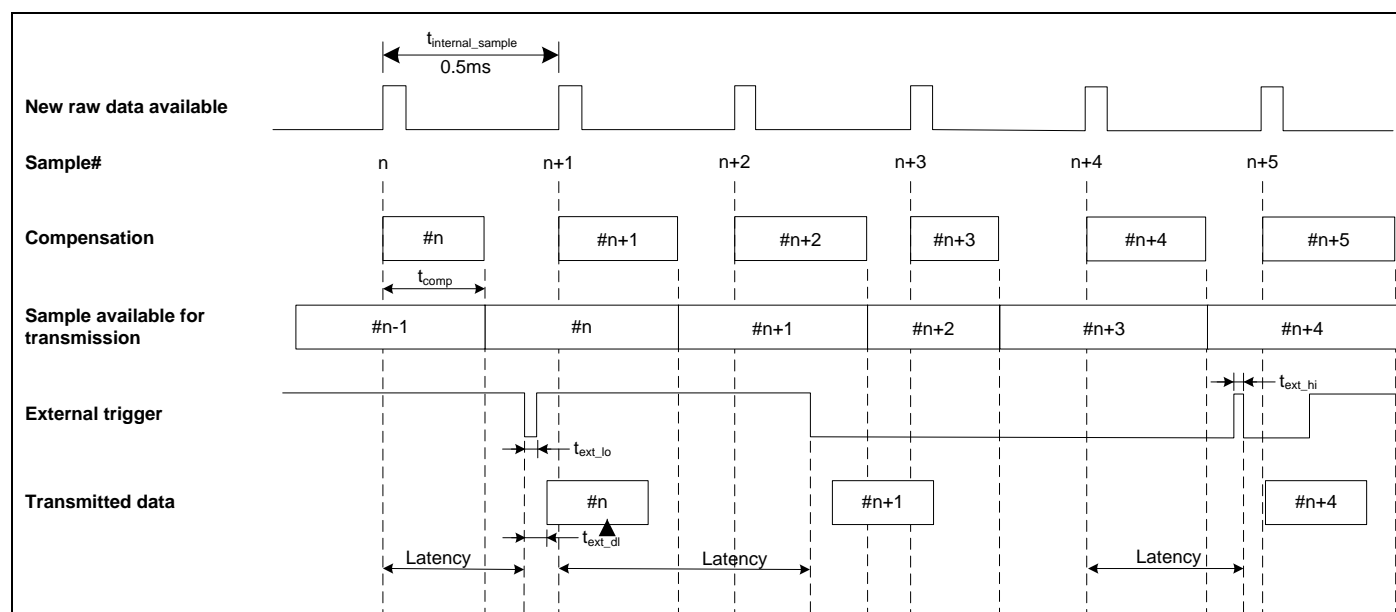 t_internal_sample
0.5ms
New raw data available
Sample#
n
n+1
n+2
n+3
n+4
n+5
Compensation
#n
#n+1
#n+2
#n+3
#n+4
#n+5
t_comp
Sample available for
transmission
#n-1
#n
#n+1
#n+2
#n+3
#n+4
External trigger
t_ext_hi
t_ext_lo
Transmitted data
#n
#n+1
#n+4
t_ext_dl
Latency
Latency
Latency